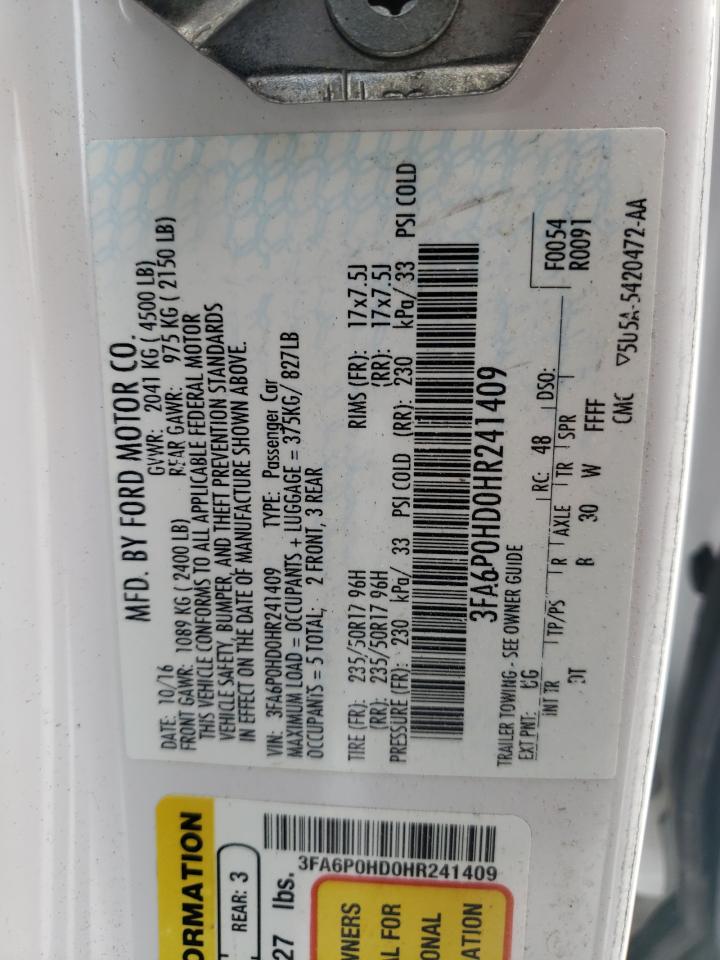 MFD. BY FORD MOTOR CO.
DATE: 10/16 GVWR: 2041 KG ( 4500 LB)
FRONT GAWR: 1089 KG ( 2400 LB) REAR GAWR: 975 KG ( 2150 LB)
THIS VEHICLE CONFORMS TO ALL APPLICABLE FEDERAL MOTOR
VEHICLE SAFETY, BUMPER, AND THEFT PREVENTION STANDARDS
IN EFFECT ON THE DATE OF MANUFACTURE SHOWN ABOVE.
VIN: 3FA6P0HD0HR241409 TYPE: Passenger Car
MAXIMUM LOAD = OCCUPANTS + LUGGAGE = 375KG/ 827LB
OCCUPANTS = 5 TOTAL; 2 FRONT, 3 REAR
TIRE (FR): 235/50R17 96H RIMS (FR): 17x7.5J
(RR): 235/50R17 96H (RR): 17x7.5J
PRESSURE (FR): 230 kPa/ 33 PSI COLD (RR): 230 kPa/ 33 PSI COLD
3FA6P0HD0HR241409
TRAILER TOWING - SEE OWNER GUIDE F0054
EXT PNT: UG RC: 48 DSO: R0091
INT TR TP/PS R AXLE TR SPR
DT B 30 W FFFF
CMC ▽5U5A-5420472-AA
ORMATION
REAR: 3
27 lbs.
3FA6P0HD0HR241409
WNERS
AL FOR
ONAL
ATION